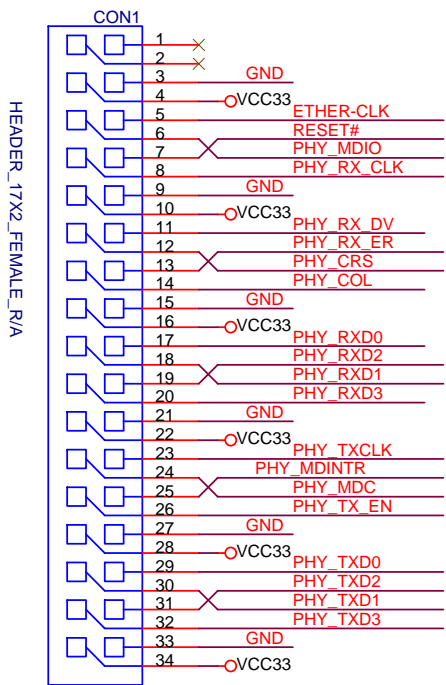 CON1
HEADER_17X2_FEMALE_R/A
1
2
3 GND
4 VCC33
5 ETHER-CLK
6 RESET#
7 PHY_MDIO
8 PHY_RX_CLK
9 GND
10 VCC33
11 PHY_RX_DV
12 PHY_RX_ER
13 PHY_CRS
14 PHY_COL
15 GND
16 VCC33
17 PHY_RXD0
18 PHY_RXD2
19 PHY_RXD1
20 PHY_RXD3
21 GND
22 VCC33
23 PHY_TXCLK
24 PHY_MDINTR
25 PHY_MDC
26 PHY_TX_EN
27 GND
28 VCC33
29 PHY_TXD0
30 PHY_TXD2
31 PHY_TXD1
32 PHY_TXD3
33 GND
34 VCC33